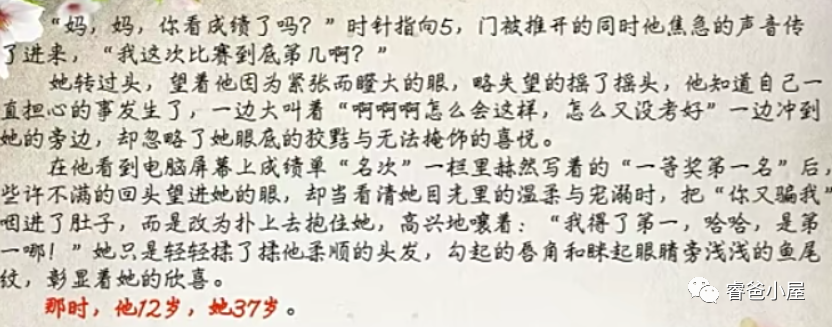 “妈，妈，你看成绩了吗？”时针指向5，门被推开的同时他焦急的声音传
了进来，“我这次比赛到底第几啊？”
她转过头，望着他因为紧张而瞪大的眼，略失望的摇了摇头，他知道自己一
直担心的事发生了，一边大叫着“啊啊啊怎么会这样，怎么又没考好”一边冲到
她的旁边，却忽略了她眼底的狡黠与无法掩饰的喜悦。
在他看到电脑屏幕上成绩单“名次”一栏里赫然写着的“一等奖第一名”后，
些许不满的回头望进她的眼，却当看清她目光里的温柔与宠溺时，把“你又骗我”
咽进了肚子，而是改为扑上去抱住她，高兴地嚷着：“我得了第一，哈哈，是第
一哪！”她只是轻轻揉了揉他柔顺的头发，勾起的唇角和眯起眼睛旁浅浅的鱼尾
纹，彰显着她的欣喜。
那时，他12岁，她37岁。
睿爸小屋